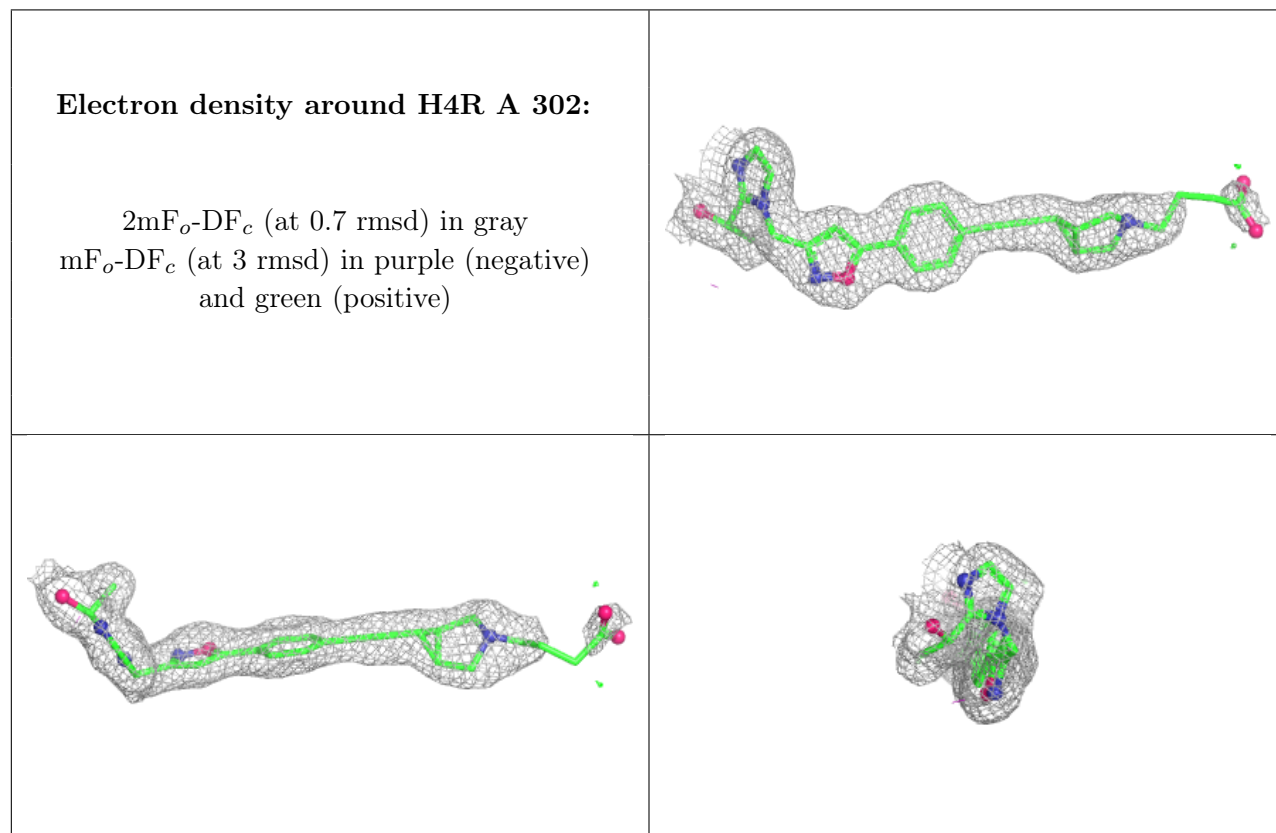 Electron density around H4R A 302:
2mFo-DFc (at 0.7 rmsd) in gray
mFo-DFc (at 3 rmsd) in purple (negative)
and green (positive)